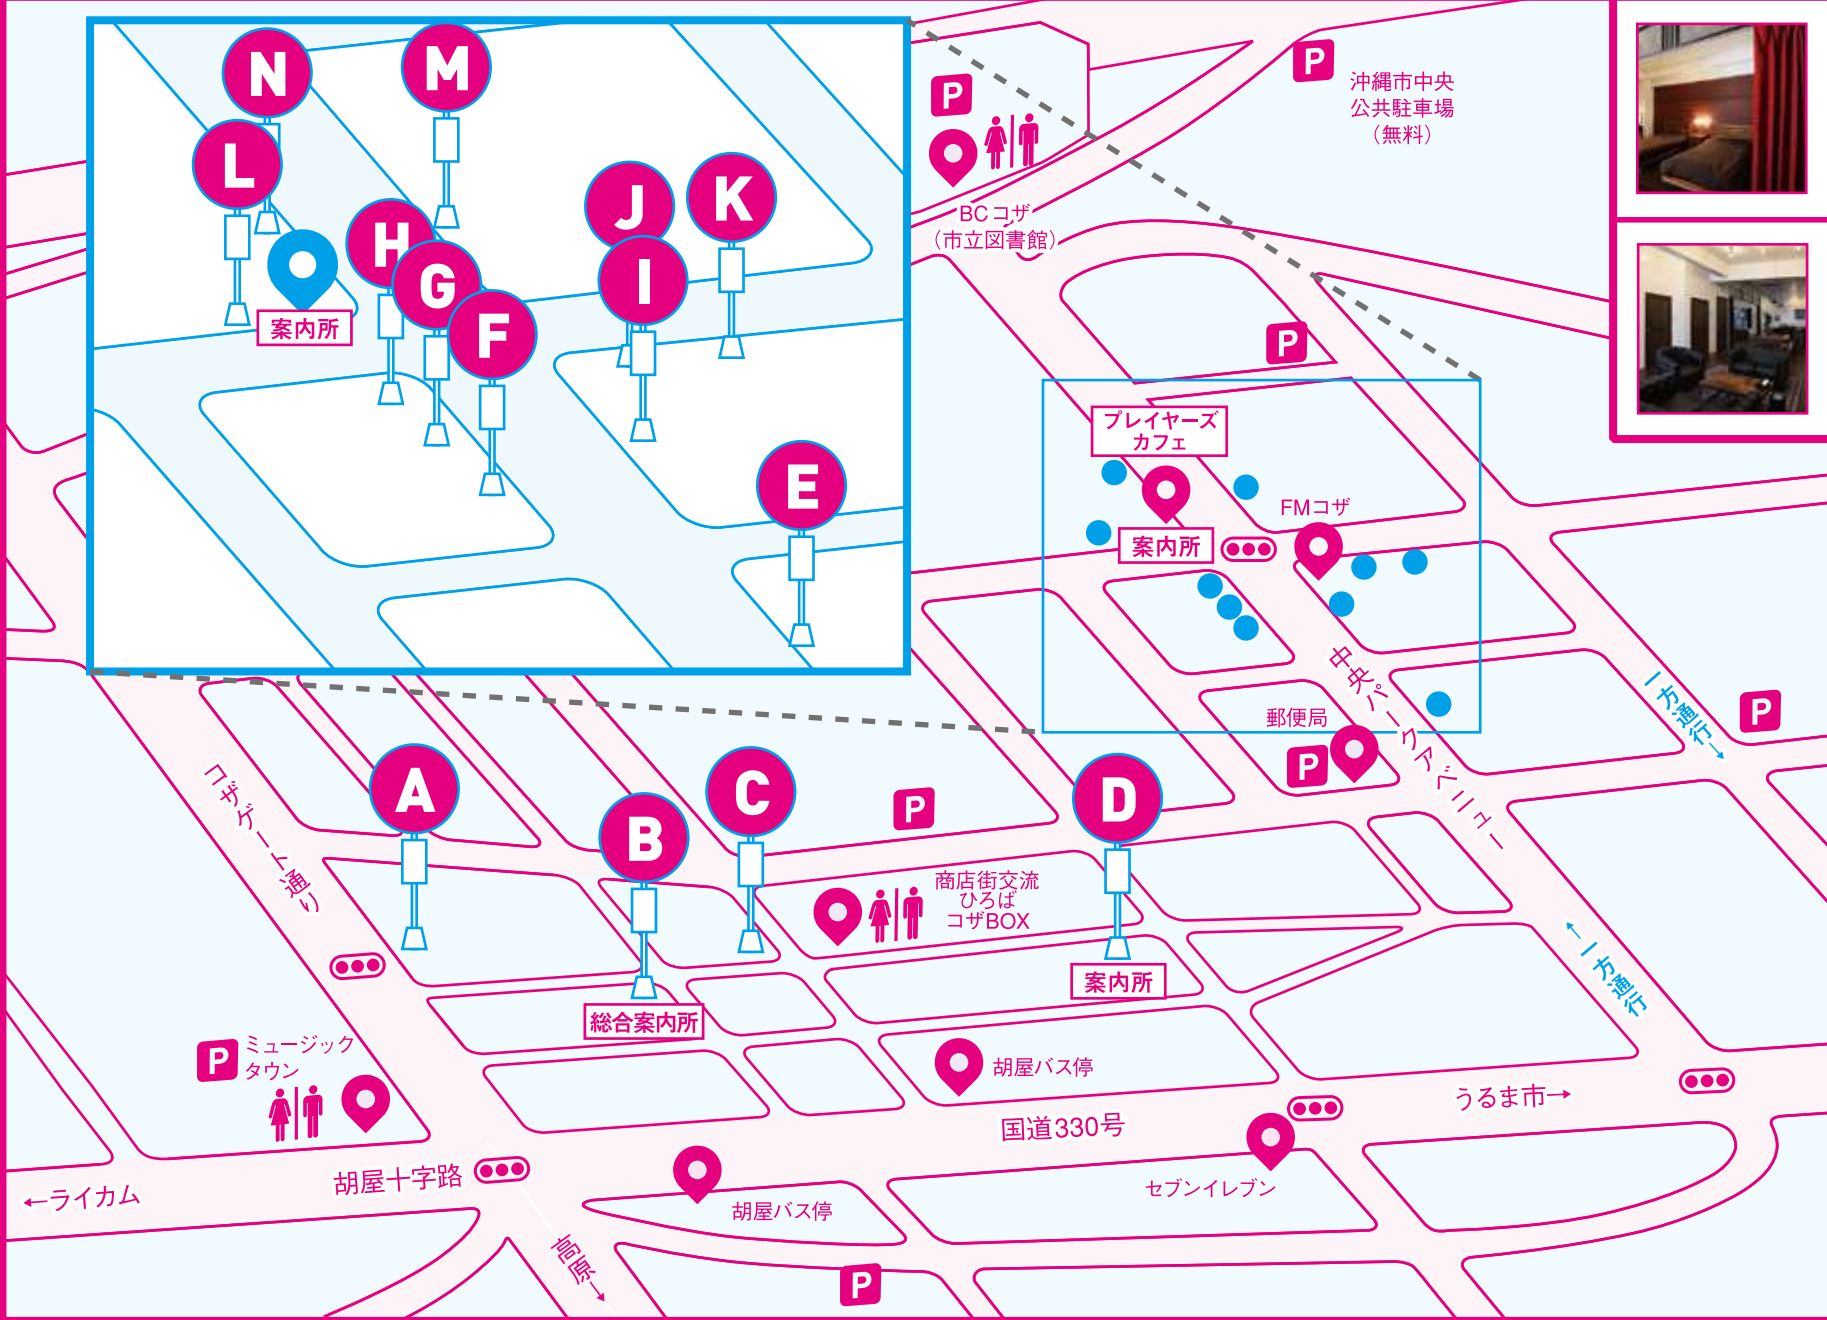 N
M
L
H
G
F
J
I
K
E
案内所
P
BCコザ
（市立図書館）
P
沖縄市中央
公共駐車場
（無料）
P
プレイヤーズ
カフェ
案内所
FMコザ
中央パークアベニュー
郵便局
P
一方通行→
P
コザゲート通り
A
B
総合案内所
C
P
商店街交流
ひろば
コザBOX
D
案内所
←一方通行
P
ミュージック
タウン
胡屋バス停
国道330号
うるま市→
胡屋十字路
←ライカム
胡屋バス停
セブンイレブン
高原→
P